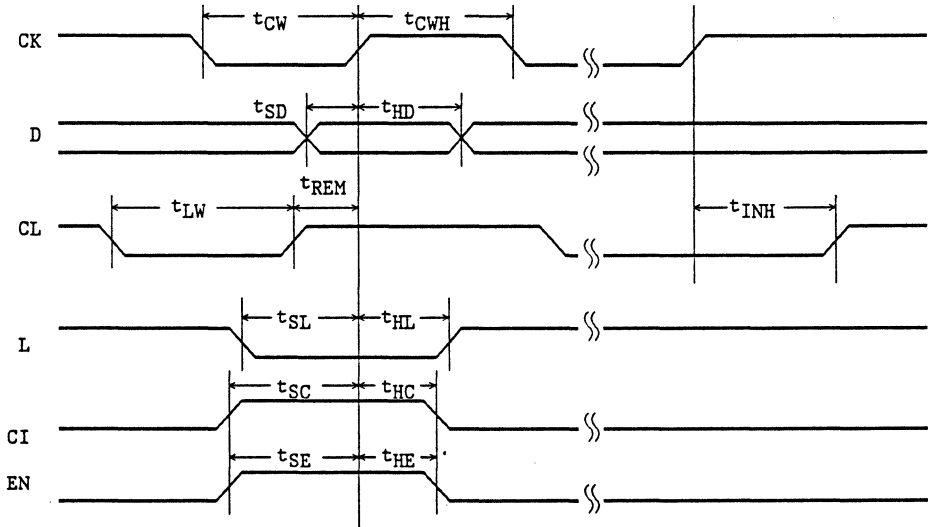 tCW tCWH
CK
tSD tHD
D
tREM
tLW tINH
CL
tSL tHL
L
tSC tHC
CI
tSE tHE
EN